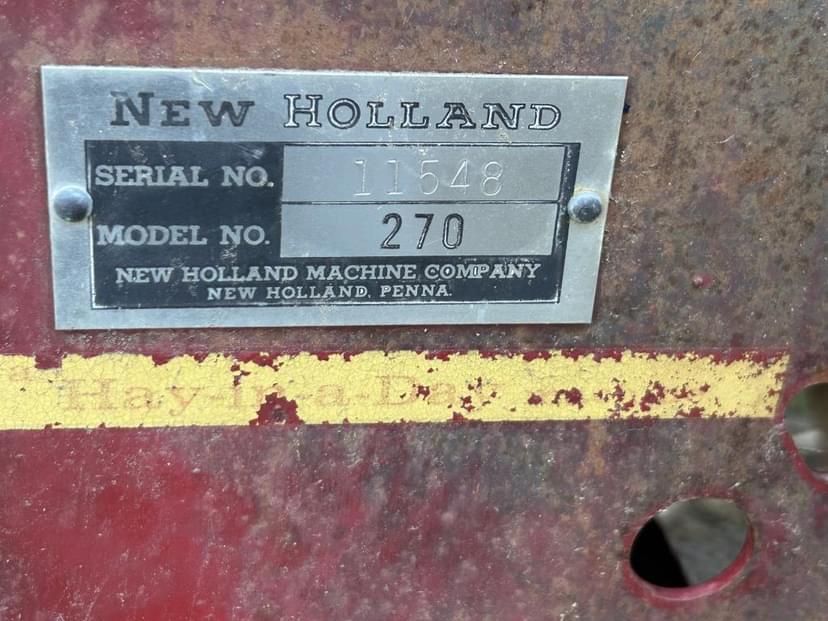 NEW HOLLAND
SERIAL NO. 11548
MODEL NO. 270
NEW HOLLAND MACHINE COMPANY
NEW HOLLAND, PENNA.
Hay in-a-Day